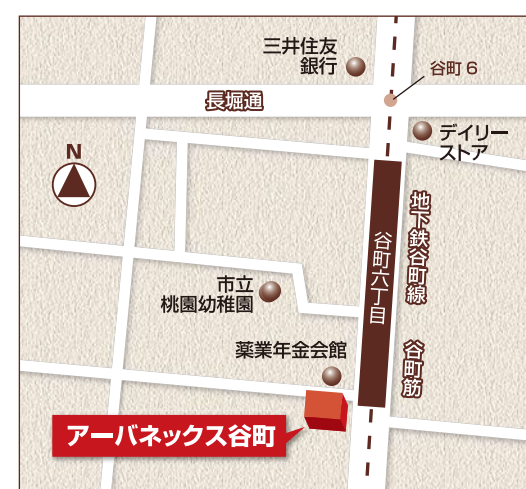 三井住友
銀行
谷町6
長堀通
デイリー
ストア
N
地下鉄谷町線
谷町六丁目
市立
桃園幼稚園
薬業年金会館
谷町筋
アーバネックス谷町